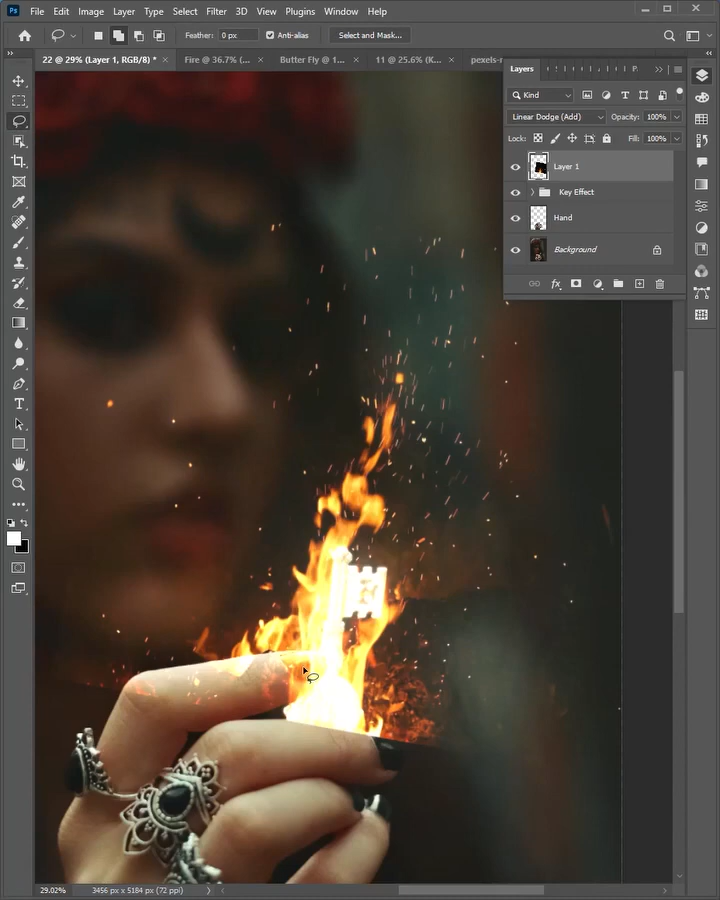 Ps File Edit Image Layer Type Select Filter 3D View Plugins Window Help
Feather: 0 px Anti-alias Select and Mask...
22 @ 29% (Layer 1, RGB/8) * × Fire @ 36.7% (... × Butter Fly @ 1... × 11 @ 25.6% (K... × pexels-
Layers
Kind
Linear Dodge (Add) Opacity: 100%
Lock: Fill: 100%
Layer 1
Key Effect
Hand
Background
fx
29.02% 3456 px x 5184 px (72 ppi)